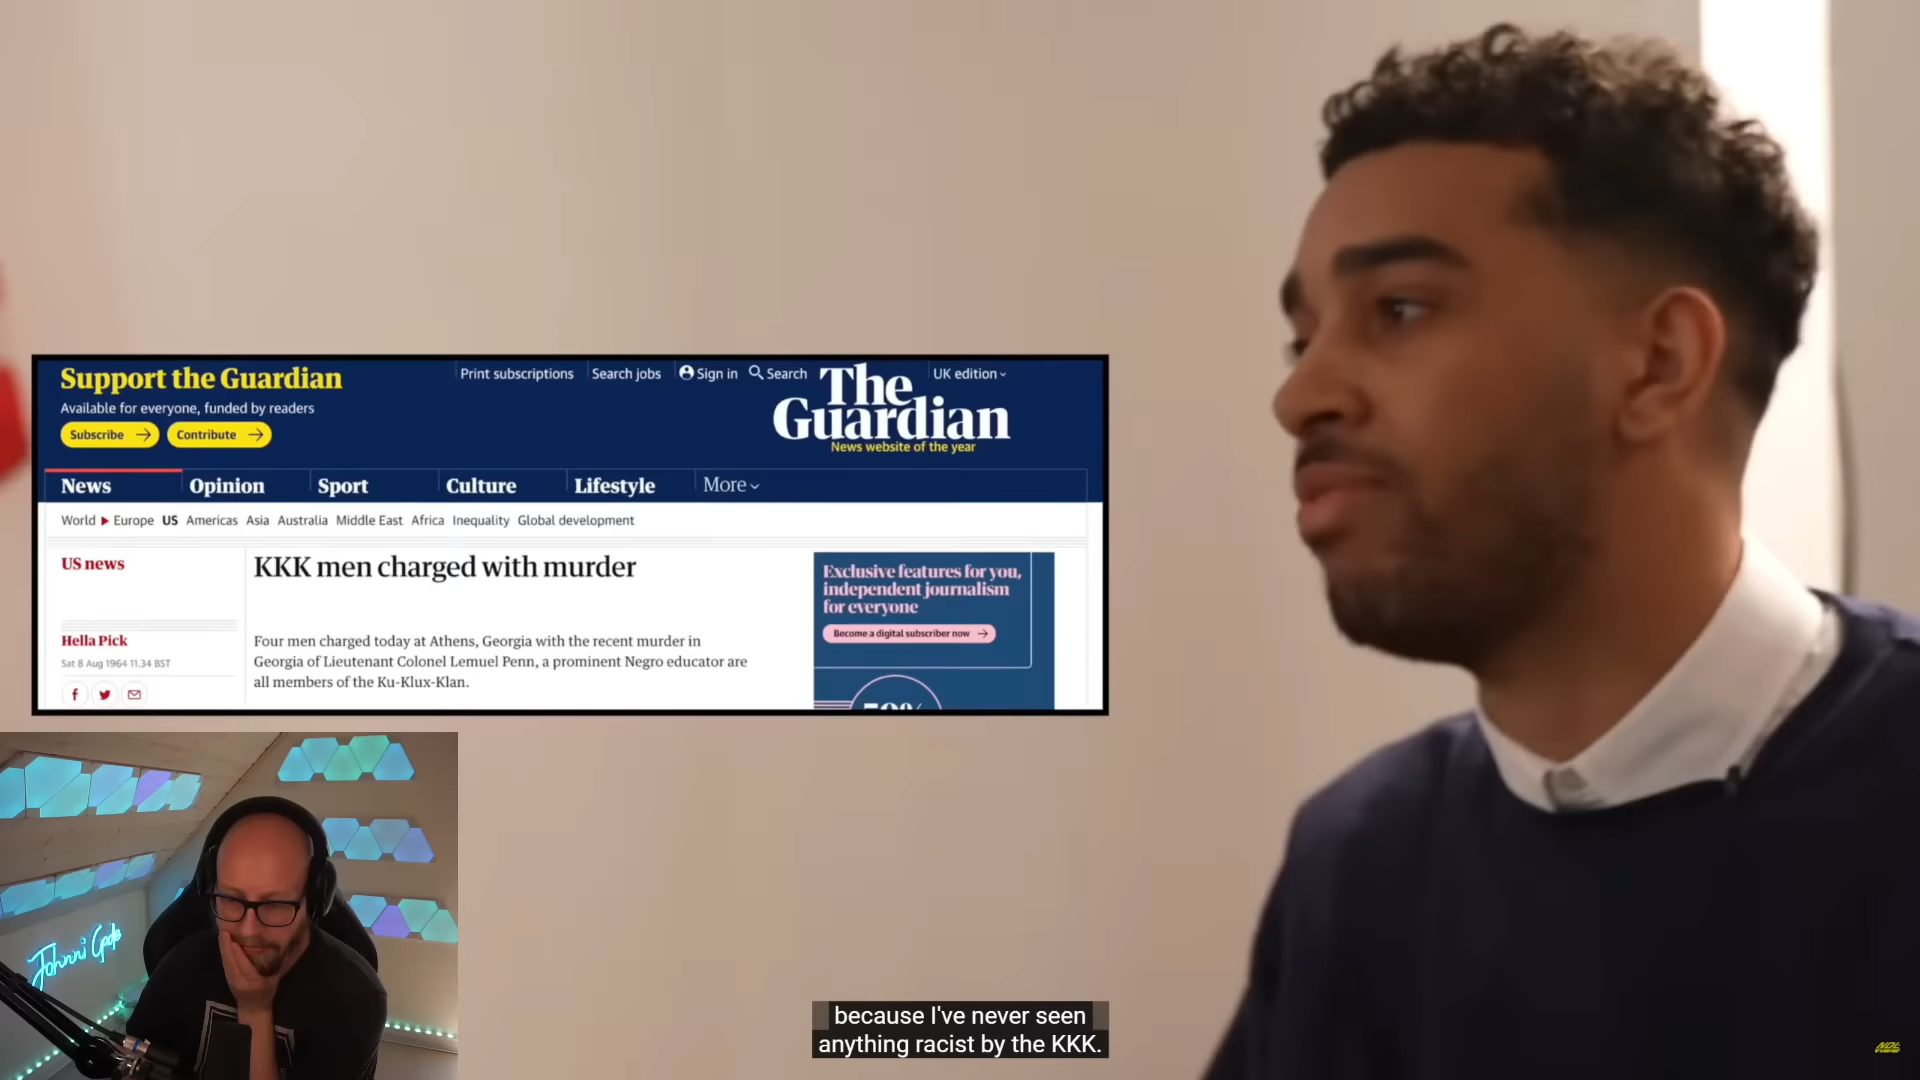 Support the Guardian
Available for everyone, funded by readers
Subscribe →
Contribute →
Print subscriptions
Search jobs
Sign in
Search
The
Guardian
News website of the year
UK edition
News
Opinion
Sport
Culture
Lifestyle
More
World
Europe
US
Americas
Asia
Australia
Middle East
Africa
Inequality
Global development
US news
KKK men charged with murder
Hella Pick
Sat 8 Aug 1964 11.34 BST
Four men charged today at Athens, Georgia with the recent murder in
Georgia of Lieutenant Colonel Lemuel Penn, a prominent Negro educator are
all members of the Ku-Klux-Klan.
Exclusive features for you,
independent journalism
for everyone
Become a digital subscriber now →
Johnni Gade
because I've never seen
anything racist by the KKK.